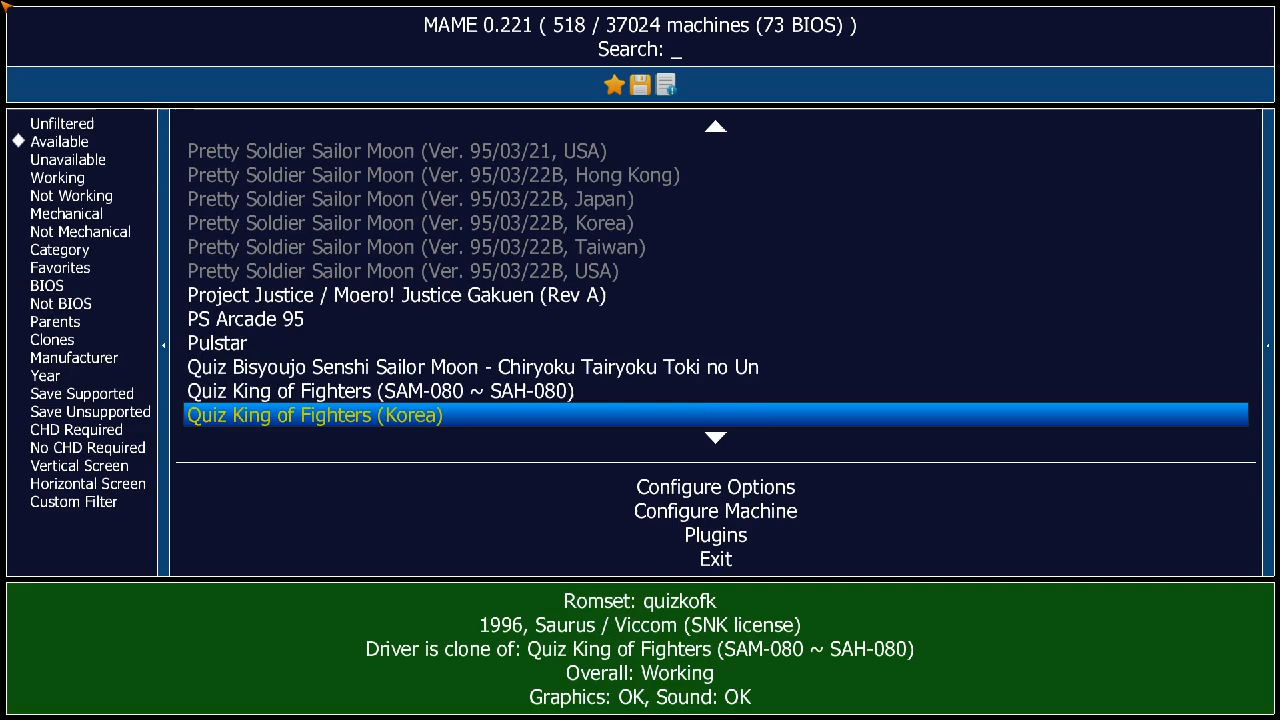 MAME 0.221 ( 518 / 37024 machines (73 BIOS) )
Search: _
Unfiltered
Available
Unavailable
Working
Not Working
Mechanical
Not Mechanical
Category
Favorites
BIOS
Not BIOS
Parents
Clones
Manufacturer
Year
Save Supported
Save Unsupported
CHD Required
No CHD Required
Vertical Screen
Horizontal Screen
Custom Filter
Pretty Soldier Sailor Moon (Ver. 95/03/21, USA)
Pretty Soldier Sailor Moon (Ver. 95/03/22B, Hong Kong)
Pretty Soldier Sailor Moon (Ver. 95/03/22B, Japan)
Pretty Soldier Sailor Moon (Ver. 95/03/22B, Korea)
Pretty Soldier Sailor Moon (Ver. 95/03/22B, Taiwan)
Pretty Soldier Sailor Moon (Ver. 95/03/22B, USA)
Project Justice / Moero! Justice Gakuen (Rev A)
PS Arcade 95
Pulstar
Quiz Bisyoujo Senshi Sailor Moon - Chiryoku Tairyoku Toki no Un
Quiz King of Fighters (SAM-080 ~ SAH-080)
Quiz King of Fighters (Korea)
Configure Options
Configure Machine
Plugins
Exit
Romset: quizkofk
1996, Saurus / Viccom (SNK license)
Driver is clone of: Quiz King of Fighters (SAM-080 ~ SAH-080)
Overall: Working
Graphics: OK, Sound: OK